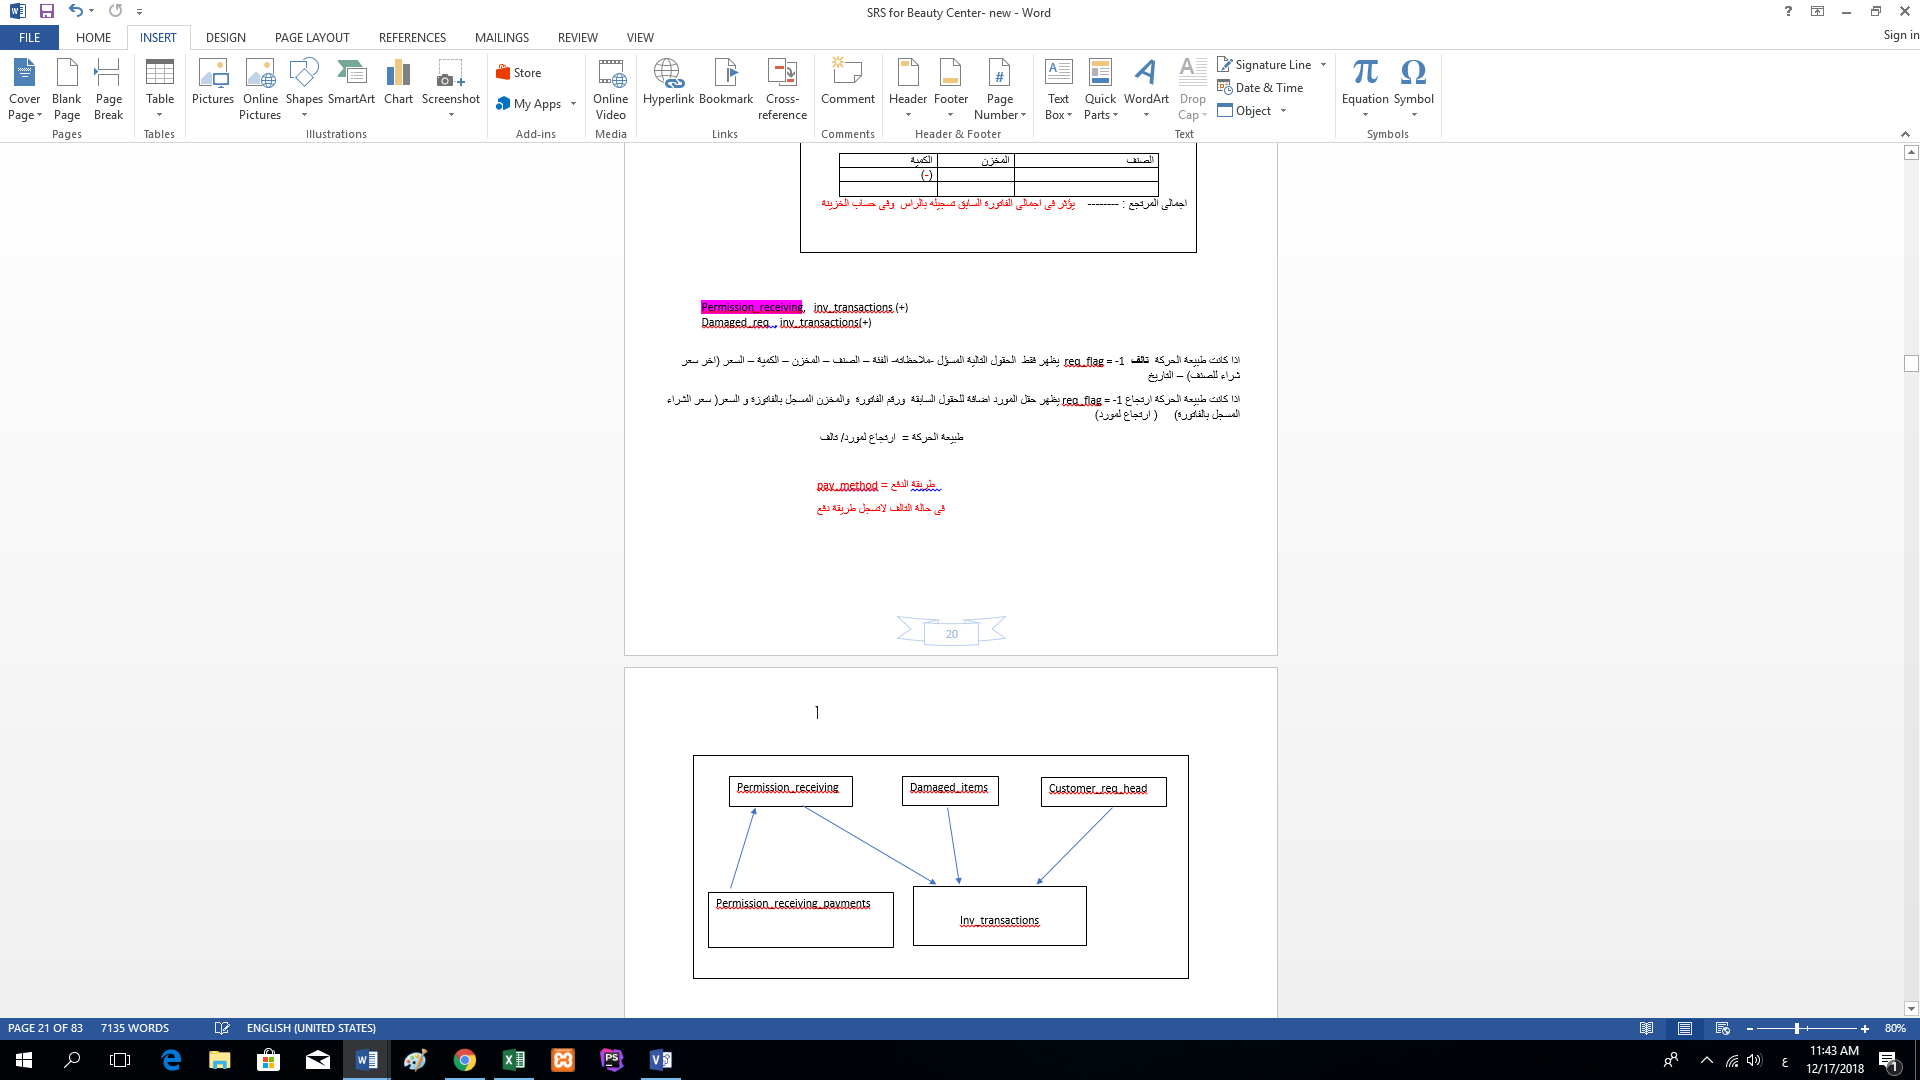 SRS for Beauty Center- new - Word
FILE
HOME
INSERT
DESIGN
PAGE LAYOUT
REFERENCES
MAILINGS
REVIEW
VIEW
Sign in
Cover Page
Blank Page
Page Break
Table
Pictures
Online Pictures
Shapes
SmartArt
Chart
Screenshot
Store
My Apps
Online Video
Hyperlink
Bookmark
Cross-reference
Comment
Header
Footer
Page Number
Text Box
Quick Parts
WordArt
Drop Cap
Signature Line
Date & Time
Object
Equation
Symbol
Pages
Tables
Illustrations
Add-ins
Media
Links
Comments
Header & Footer
Text
Symbols
الصنف المخزن الكمية
(-)
اجمالى المرتجع : -------- يؤثر فى اجمالى الفاتورة السابق تسجيله بالراس وفى حساب الخزينة
Permission_receiving, inv_transactions (+)
Damaged_req , inv_transactions(+)
اذا كانت طبيعة الحركة تالف req_flag = -1 يظهر فقط الحقول التالية المسؤل -ملاحظاته- الفئة – الصنف – المخزن – الكمية – السعر (اخر سعر
شراء للصنف) – التاريخ
اذا كانت طبيعة الحركة ارتجاع req_flag = -1 يظهر حقل المورد اضافة للحقول السابقة ورقم الفاتورة والمخزن المسجل بالفاتوزة و السعر( سعر الشراء
المسجل بالفاتورة) ( ارتجاع لمورد)
طبيعة الحركة = ارتجاع لمورد/ تالف
pay_method = طريقة الدفع
فى حالة التالف لاتسجل طريقة دفع
20
Permission_receiving
Damaged_items
Customer_req_head
Permission_receiving_payments
Inv_transactions
PAGE 21 OF 83
7135 WORDS
ENGLISH (UNITED STATES)
80%
ع
11:43 AM
12/17/2018
1